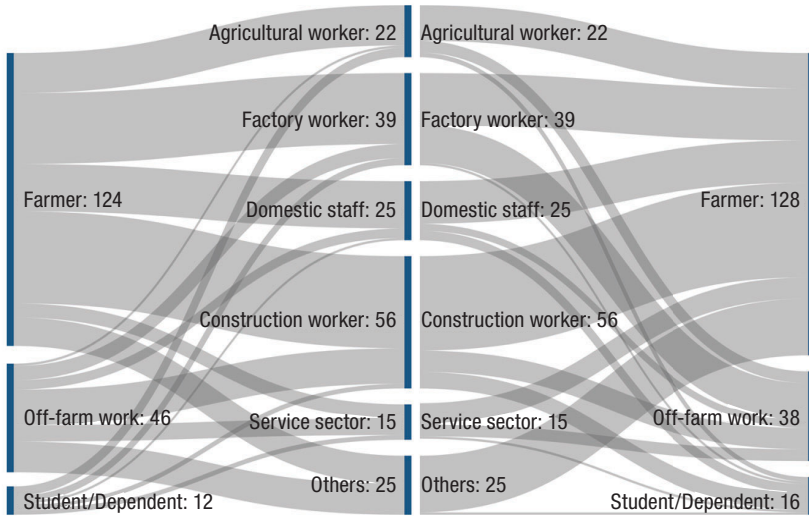 Agricultural worker: 22
Agricultural worker: 22
Factory worker: 39
Factory worker: 39
Farmer: 124
Domestic staff: 25
Domestic staff: 25
Farmer: 128
Construction worker: 56
Construction worker: 56
Off-farm work: 46
Service sector: 15
Service sector: 15
Off-farm work: 38
Student/Dependent: 12
Others: 25
Others: 25
Student/Dependent: 16